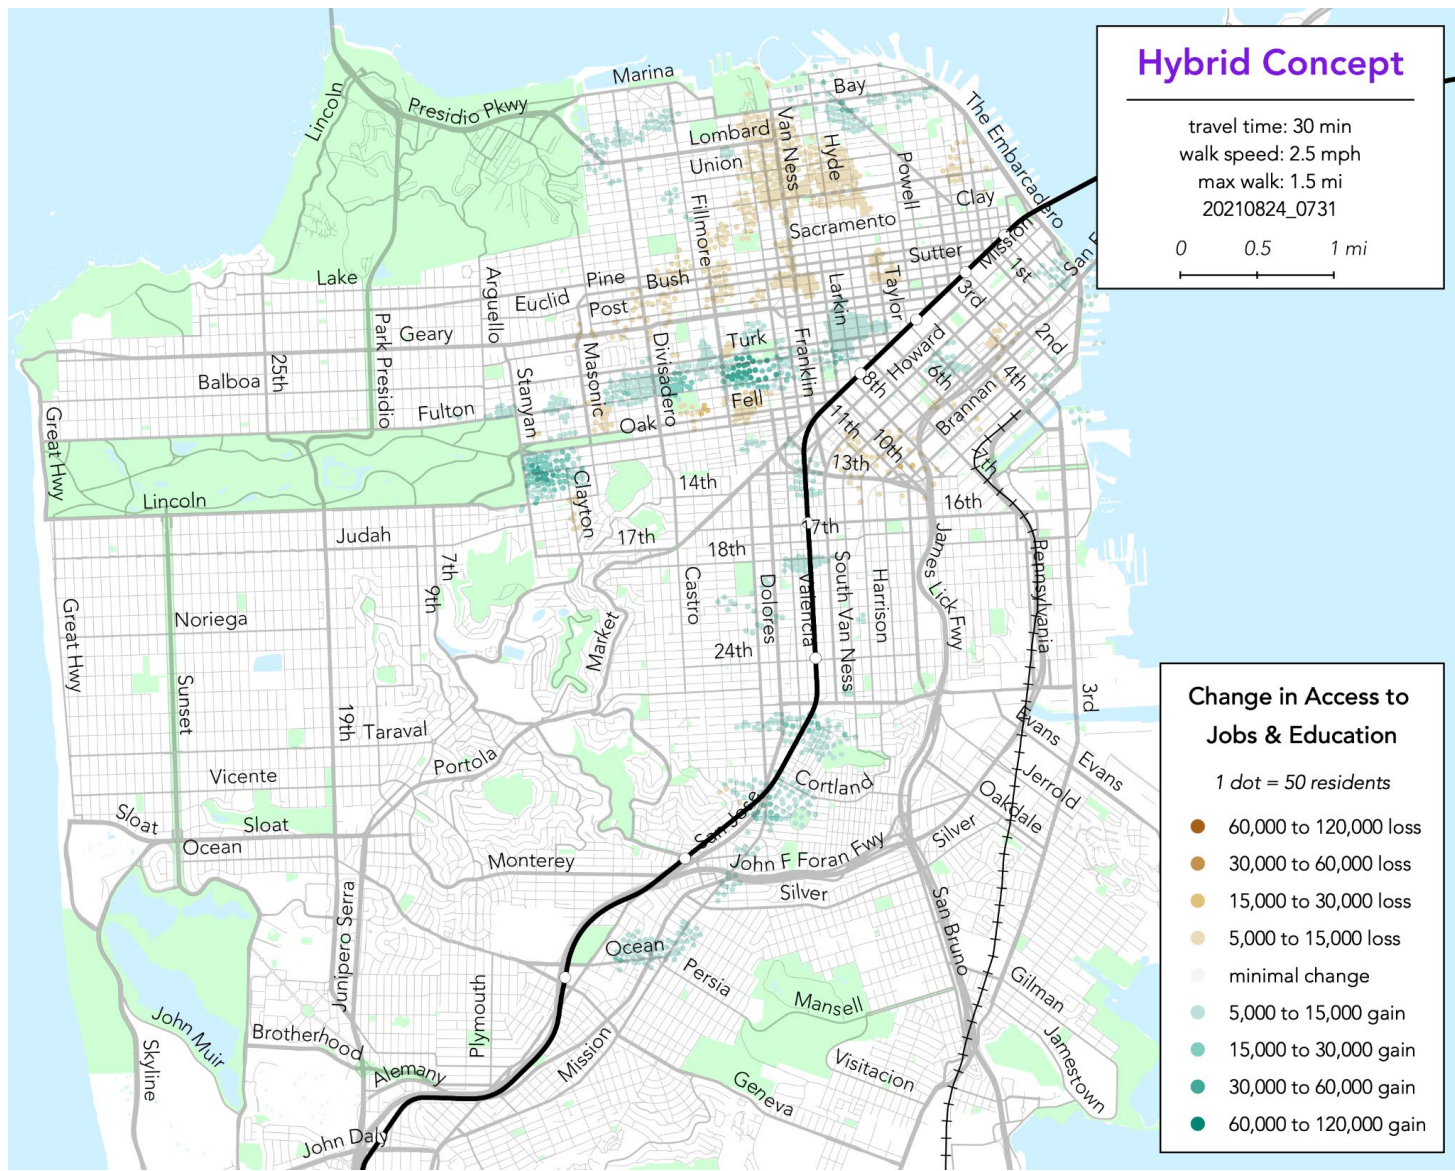 Hybrid Concept
travel time: 30 min
walk speed: 2.5 mph
max walk: 1.5 mi
20210824_0731
0 0.5 1 mi
Marina
Bay
The Embarcadero
Lincoln
Presidio Pkwy
Lombard
Van Ness
Hyde
Union
Powell
Clay
Fillmore
Sacramento
Sutter
Mission
San F
1st
Lake
Arguello
Pine
Bush
Larkin
Taylor
3rd
Euclid
Post
Park Presidio
Geary
Turk
Franklin
Howard
2nd
25th
Balboa
Stanyan
Masonic
Divisadero
8th
6th
4th
Fulton
Fell
Brannan
Great Hwy
Oak
11th
10th
13th
7th
Lincoln
Clayton
14th
16th
Judah
17th
17th
18th
7th
9th
James Lick Fwy
Pennsylvania
Great Hwy
Noriega
Castro
Dolores
Valencia
South Van Ness
Harrison
Market
24th
Sunset
19th
Taraval
3rd
Evans
Portola
Vicente
Cortland
Jerrold
Evans
Oakdale
Sloat
Sloat
Ocean
San Jose
Silver
Monterey
John F Foran Fwy
Silver
Junipero Serra
San Bruno
Ocean
Persia
Plymouth
Mansell
Gilman
John Muir
Brotherhood
Skyline
Mission
Alemany
Visitacion
Jamestown
Geneva
John Daly
Change in Access to
Jobs & Education
1 dot = 50 residents
60,000 to 120,000 loss
30,000 to 60,000 loss
15,000 to 30,000 loss
5,000 to 15,000 loss
minimal change
5,000 to 15,000 gain
15,000 to 30,000 gain
30,000 to 60,000 gain
60,000 to 120,000 gain